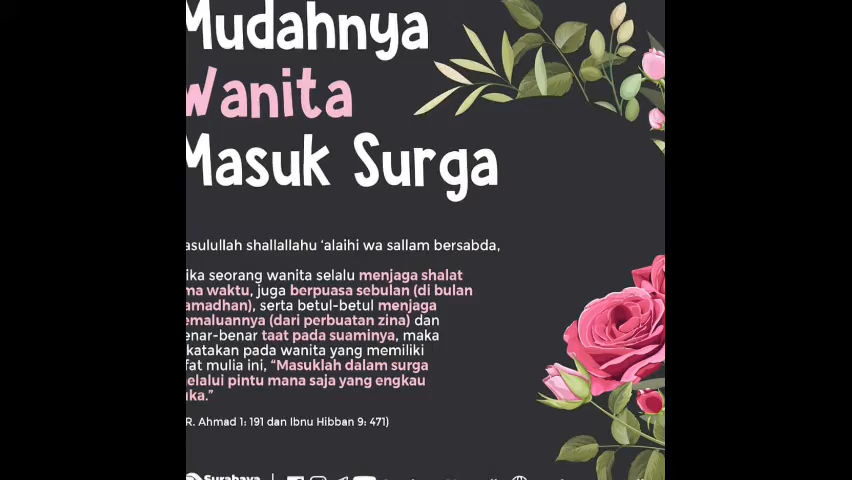 Mudahnya
Wanita
Masuk Surga
asulullah shallallahu 'alaihi wa sallam bersabda,
ika seorang wanita selalu menjaga shalat
ma waktu, juga berpuasa sebulan (di bulan
amadhan), serta betul-betul menjaga
emaluannya (dari perbuatan zina) dan
enar-benar taat pada suaminya, maka
katakan pada wanita yang memiliki
fat mulia ini, "Masuklah dalam surga
elalui pintu mana saja yang engkau
uka."
R. Ahmad 1: 191 dan Ibnu Hibban 9: 471)
Surabaya